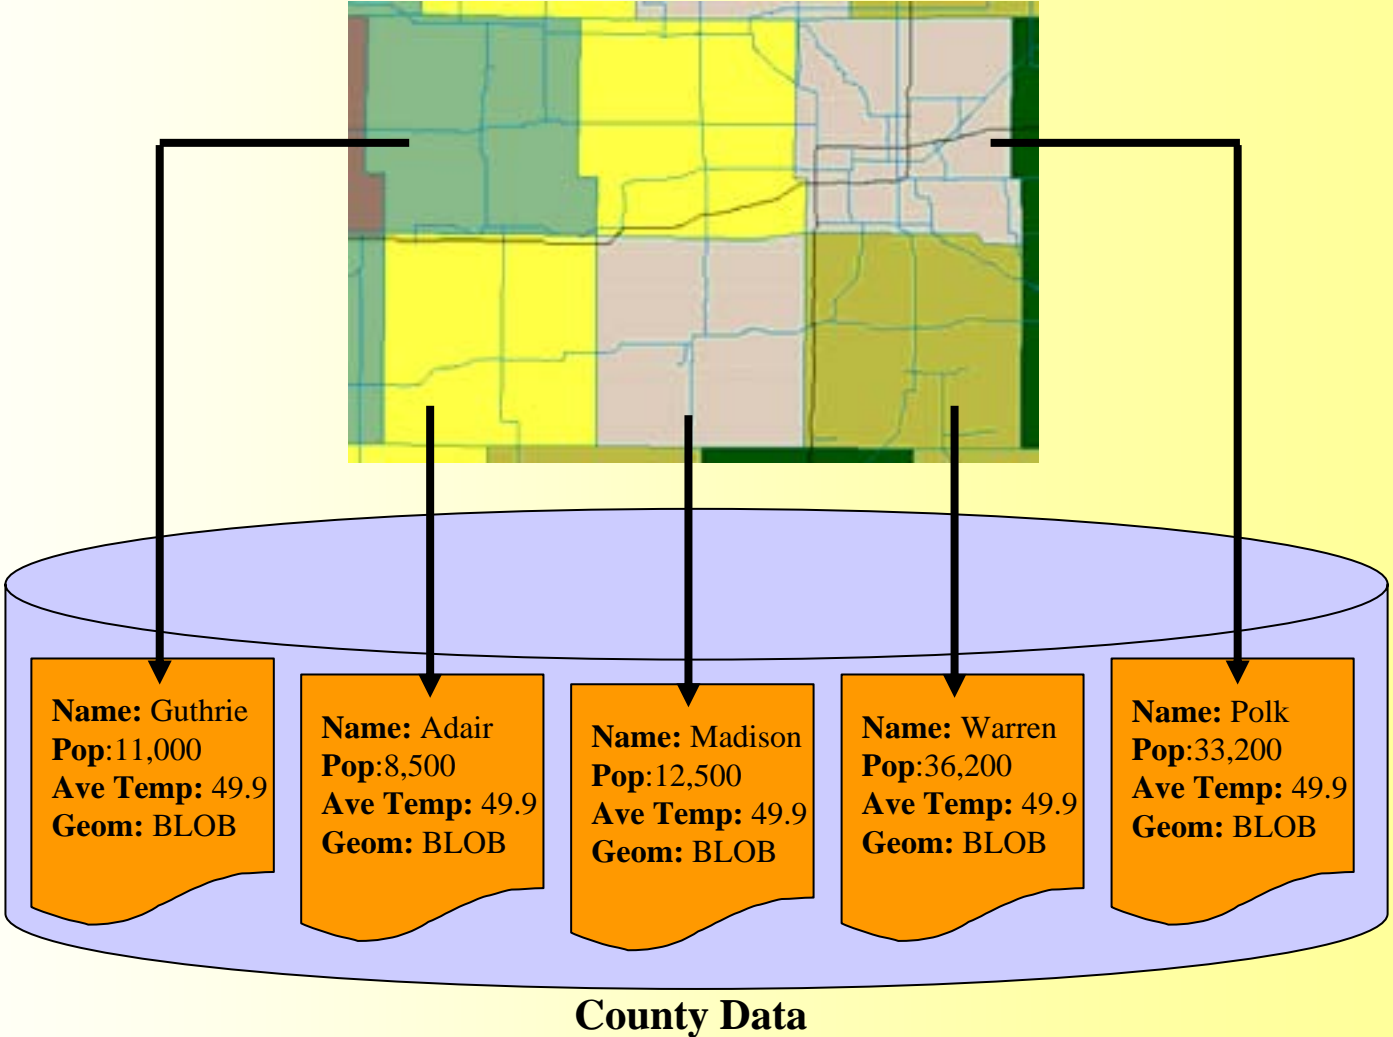 Name: Guthrie
Pop:11,000
Ave Temp: 49.9
Geom: BLOB
Name: Adair
Pop:8,500
Ave Temp: 49.9
Geom: BLOB
Name: Madison
Pop:12,500
Ave Temp: 49.9
Geom: BLOB
Name: Warren
Pop:36,200
Ave Temp: 49.9
Geom: BLOB
Name: Polk
Pop:33,200
Ave Temp: 49.9
Geom: BLOB
County Data